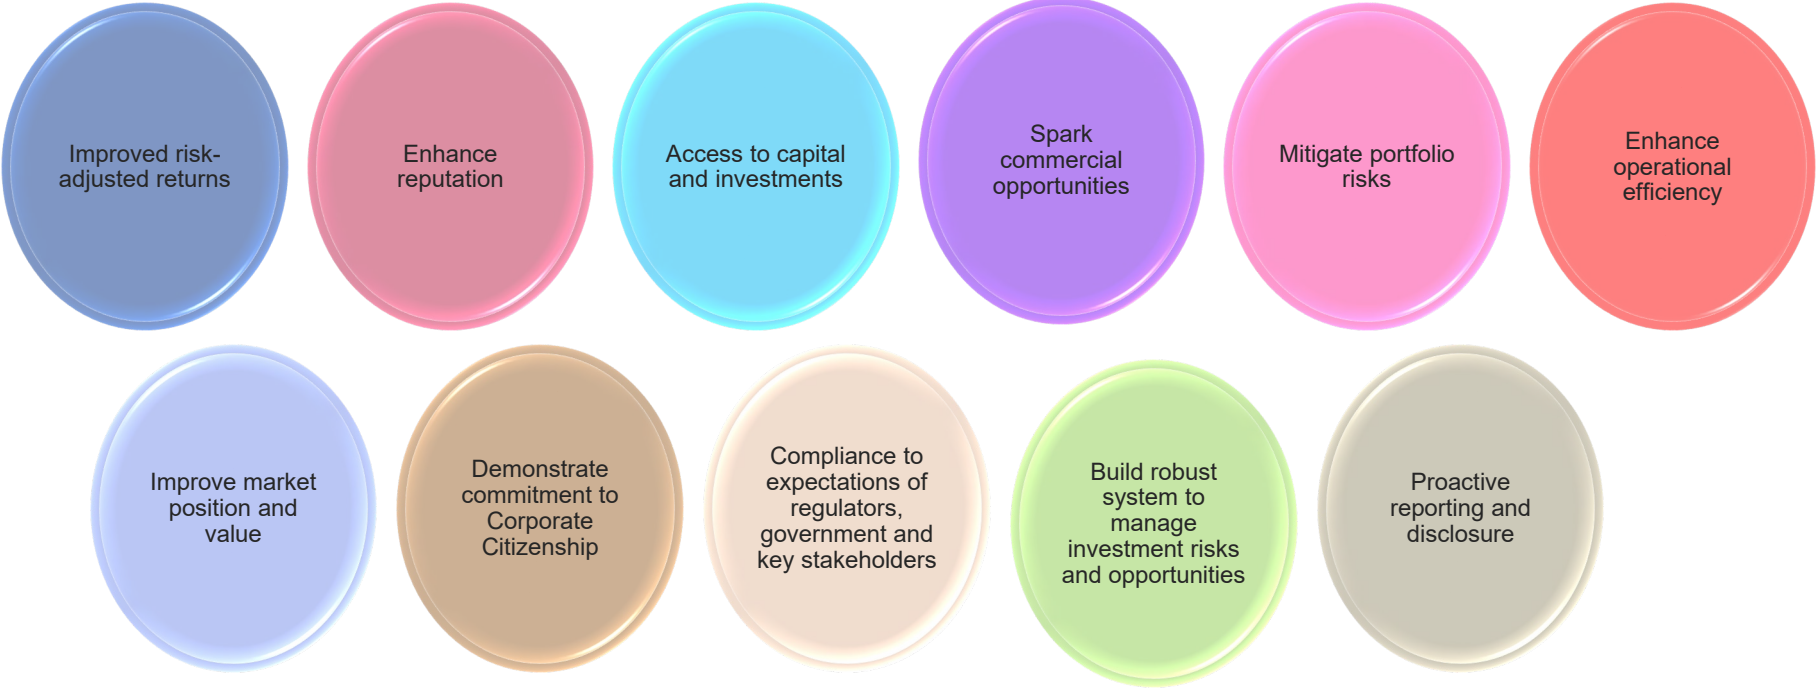 Improved risk-
adjusted returns
Enhance
reputation
Access to capital
and investments
Spark
commercial
opportunities
Mitigate portfolio
risks
Enhance
operational
efficiency
Improve market
position and
value
Demonstrate
commitment to
Corporate
Citizenship
Compliance to
expectations of
regulators,
government and
key stakeholders
Build robust
system to
manage
investment risks
and opportunities
Proactive
reporting and
disclosure